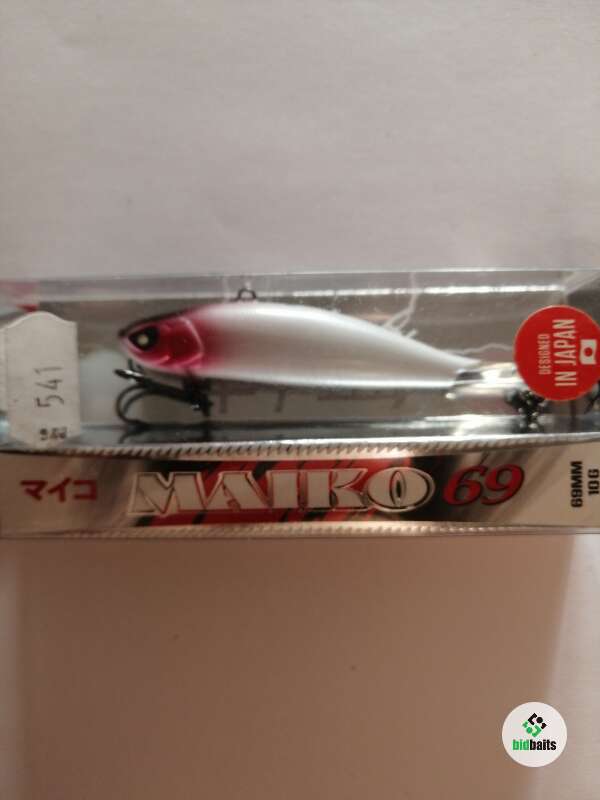 541
DESIGNED
IN JAPAN
マイコ
MAIKO 69
69MM
10G
bidbaits